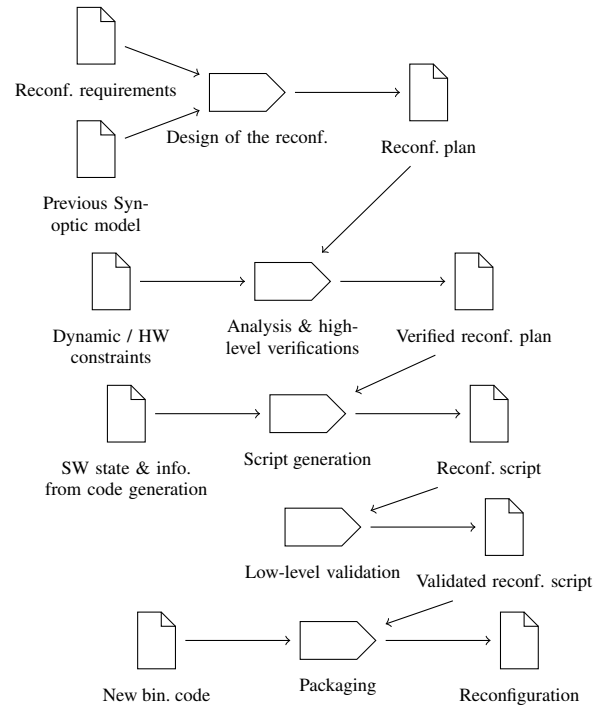 Reconf. requirements
Design of the reconf.
Reconf. plan
Previous Syn-
optic model
Dynamic / HW
constraints
Analysis & high-
level verifications
Verified reconf. plan
SW state & info.
from code generation
Script generation
Reconf. script
Low-level validation
Validated reconf. script
New bin. code
Packaging
Reconfiguration